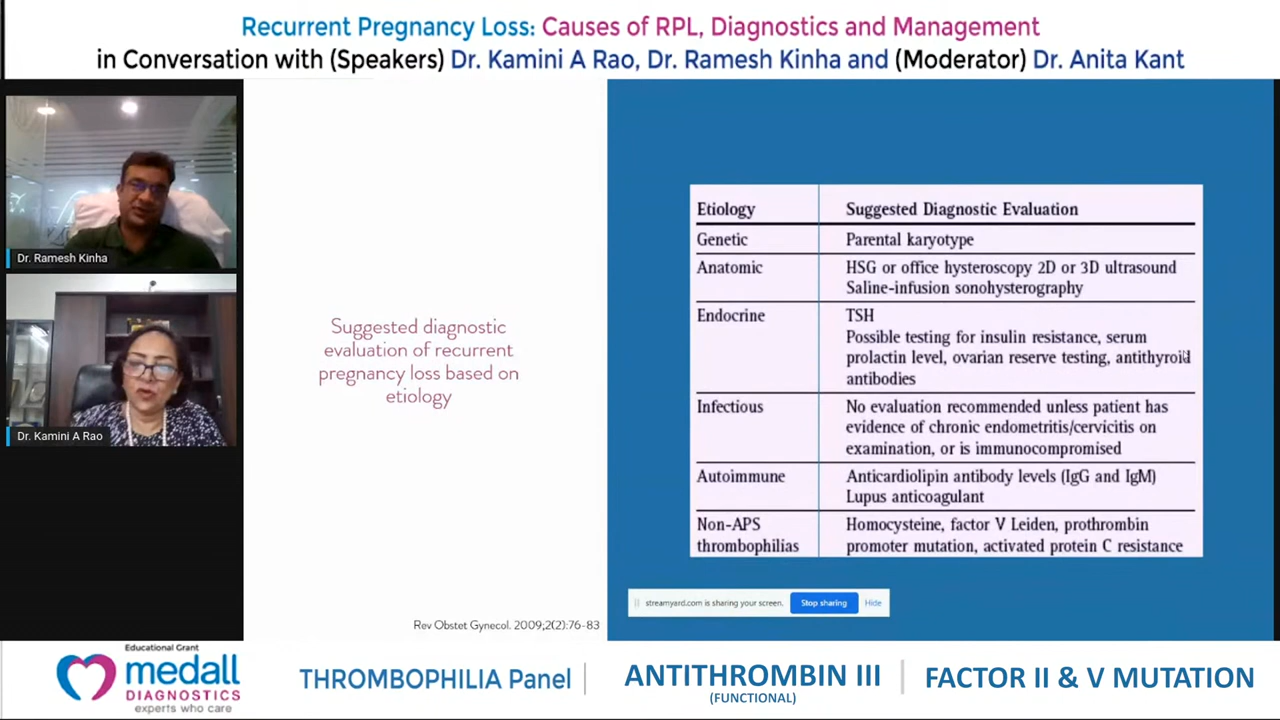 Recurrent Pregnancy Loss: Causes of RPL, Diagnostics and Management
in Conversation with (Speakers) Dr. Kamini A Rao, Dr. Ramesh Kinha and (Moderator) Dr. Anita Kant
Dr. Ramesh Kinha
Dr. Kamini A Rao
Suggested diagnostic
evaluation of recurrent
pregnancy loss based on
etiology
Rev Obstet Gynecol. 2009;2(2):76-83
Etiology Suggested Diagnostic Evaluation
Genetic Parental karyotype
Anatomic HSG or office hysteroscopy 2D or 3D ultrasound
Saline-infusion sonohysterography
Endocrine TSH
Possible testing for insulin resistance, serum
prolactin level, ovarian reserve testing, antithyroid
antibodies
Infectious No evaluation recommended unless patient has
evidence of chronic endometritis/cervicitis on
examination, or is immunocompromised
Autoimmune Anticardiolipin antibody levels (IgG and IgM)
Lupus anticoagulant
Non-APS Homocysteine, factor V Leiden, prothrombin
thrombophilias promoter mutation, activated protein C resistance
streamyard.com is sharing your screen. Stop sharing Hide
Educational Grant
medall
DIAGNOSTICS
experts who care
THROMBOPHILIA Panel
ANTITHROMBIN III
(FUNCTIONAL)
FACTOR II & V MUTATION